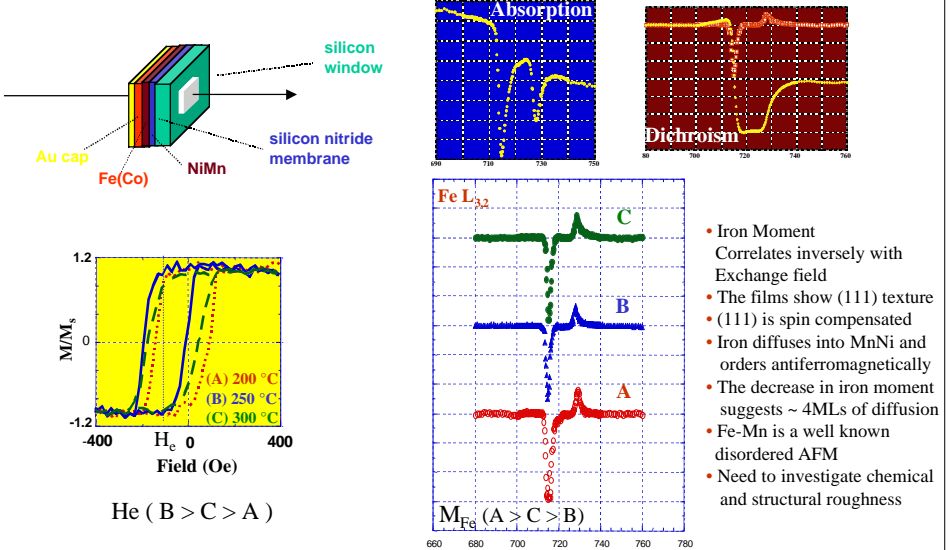 silicon
window
silicon nitride
membrane
Au cap
NiMn
Fe(Co)
Absorption
690 710 730 750
Dichroism
80 700 720 740 760
1.2
0
-1.2
M/Ms
(A) 200 °C
(B) 250 °C
(C) 300 °C
-400 He 0 400
Field (Oe)
He ( B > C > A )
Fe L3,2
C
B
A
MFe (A > C > B)
660 680 700 720 740 760 780
• Iron Moment
Correlates inversely with
Exchange field
• The films show (111) texture
• (111) is spin compensated
• Iron diffuses into MnNi and
orders antiferromagnetically
• The decrease in iron moment
suggests ~ 4MLs of diffusion
• Fe-Mn is a well known
disordered AFM
• Need to investigate chemical
and structural roughness